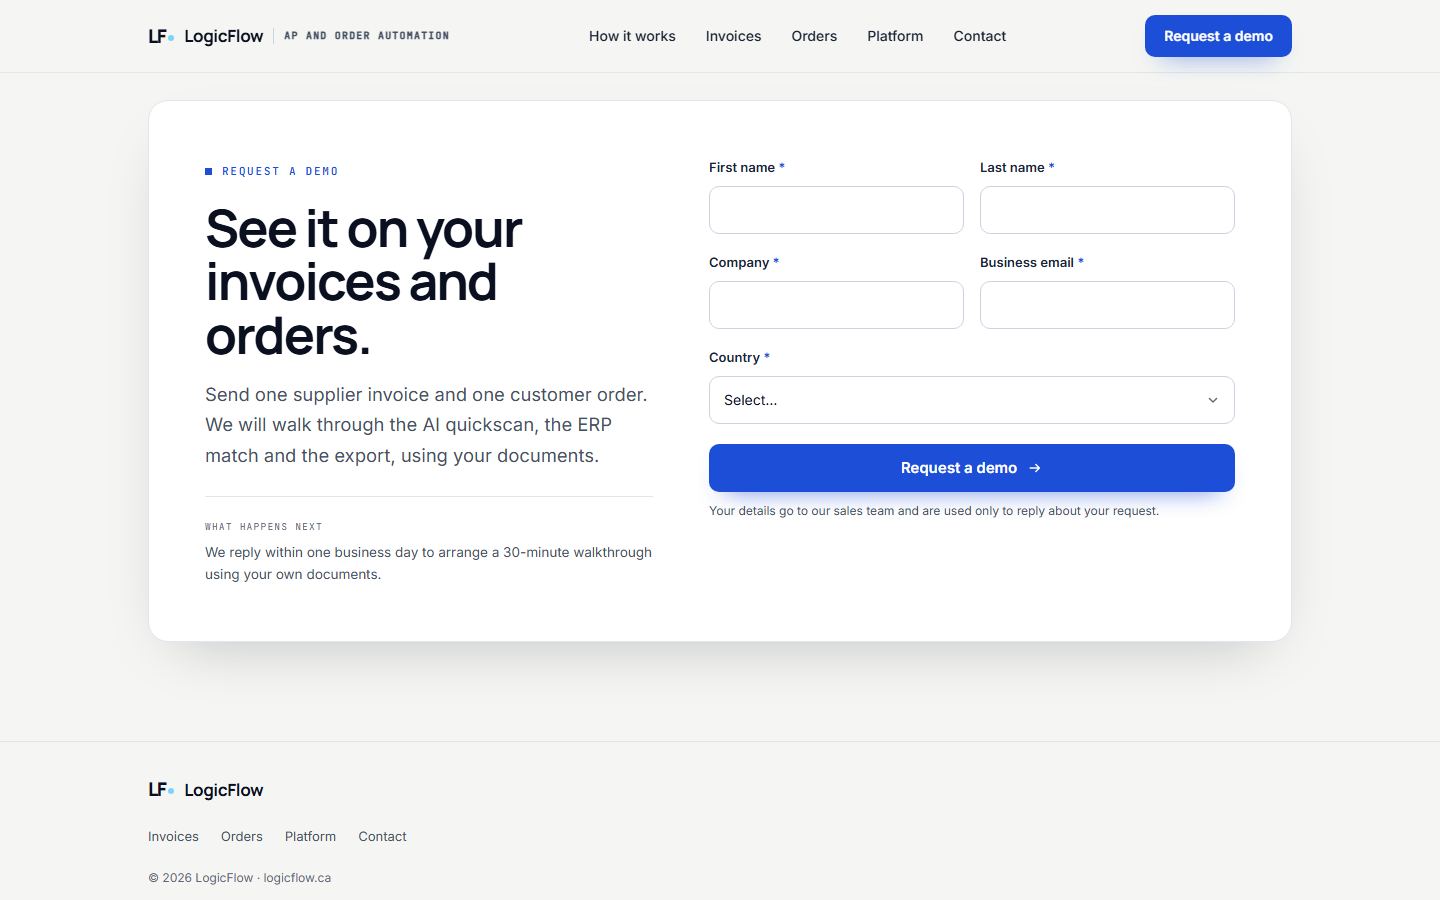 LF LogicFlow AP AND ORDER AUTOMATION
How it works Invoices Orders Platform Contact
Request a demo
REQUEST A DEMO
See it on your
invoices and
orders.
Send one supplier invoice and one customer order.
We will walk through the AI quickscan, the ERP
match and the export, using your documents.
WHAT HAPPENS NEXT
We reply within one business day to arrange a 30-minute walkthrough
using your own documents.
First name * Last name *
Company * Business email *
Country *
Select...
Request a demo →
Your details go to our sales team and are used only to reply about your request.
LF LogicFlow
Invoices Orders Platform Contact
© 2026 LogicFlow · logicflow.ca